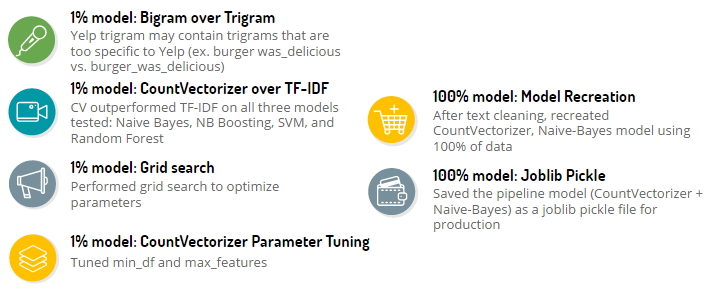 1% model: Bigram over Trigram
Yelp trigram may contain trigrams that are
too specific to Yelp (ex. burger was_delicious
vs. burger_was_delicious)
1% model: CountVectorizer over TF-IDF
CV outperformed TF-IDF on all three models
tested: Naive Bayes, NB Boosting, SVM, and
Random Forest
1% model: Grid search
Performed grid search to optimize
parameters
1% model: CountVectorizer Parameter Tuning
Tuned min_df and max_features
100% model: Model Recreation
After text cleaning, recreated
CountVectorizer, Naive-Bayes model using
100% of data
100% model: Joblib Pickle
Saved the pipeline model (CountVectorizer +
Naive-Bayes) as a joblib pickle file for
production